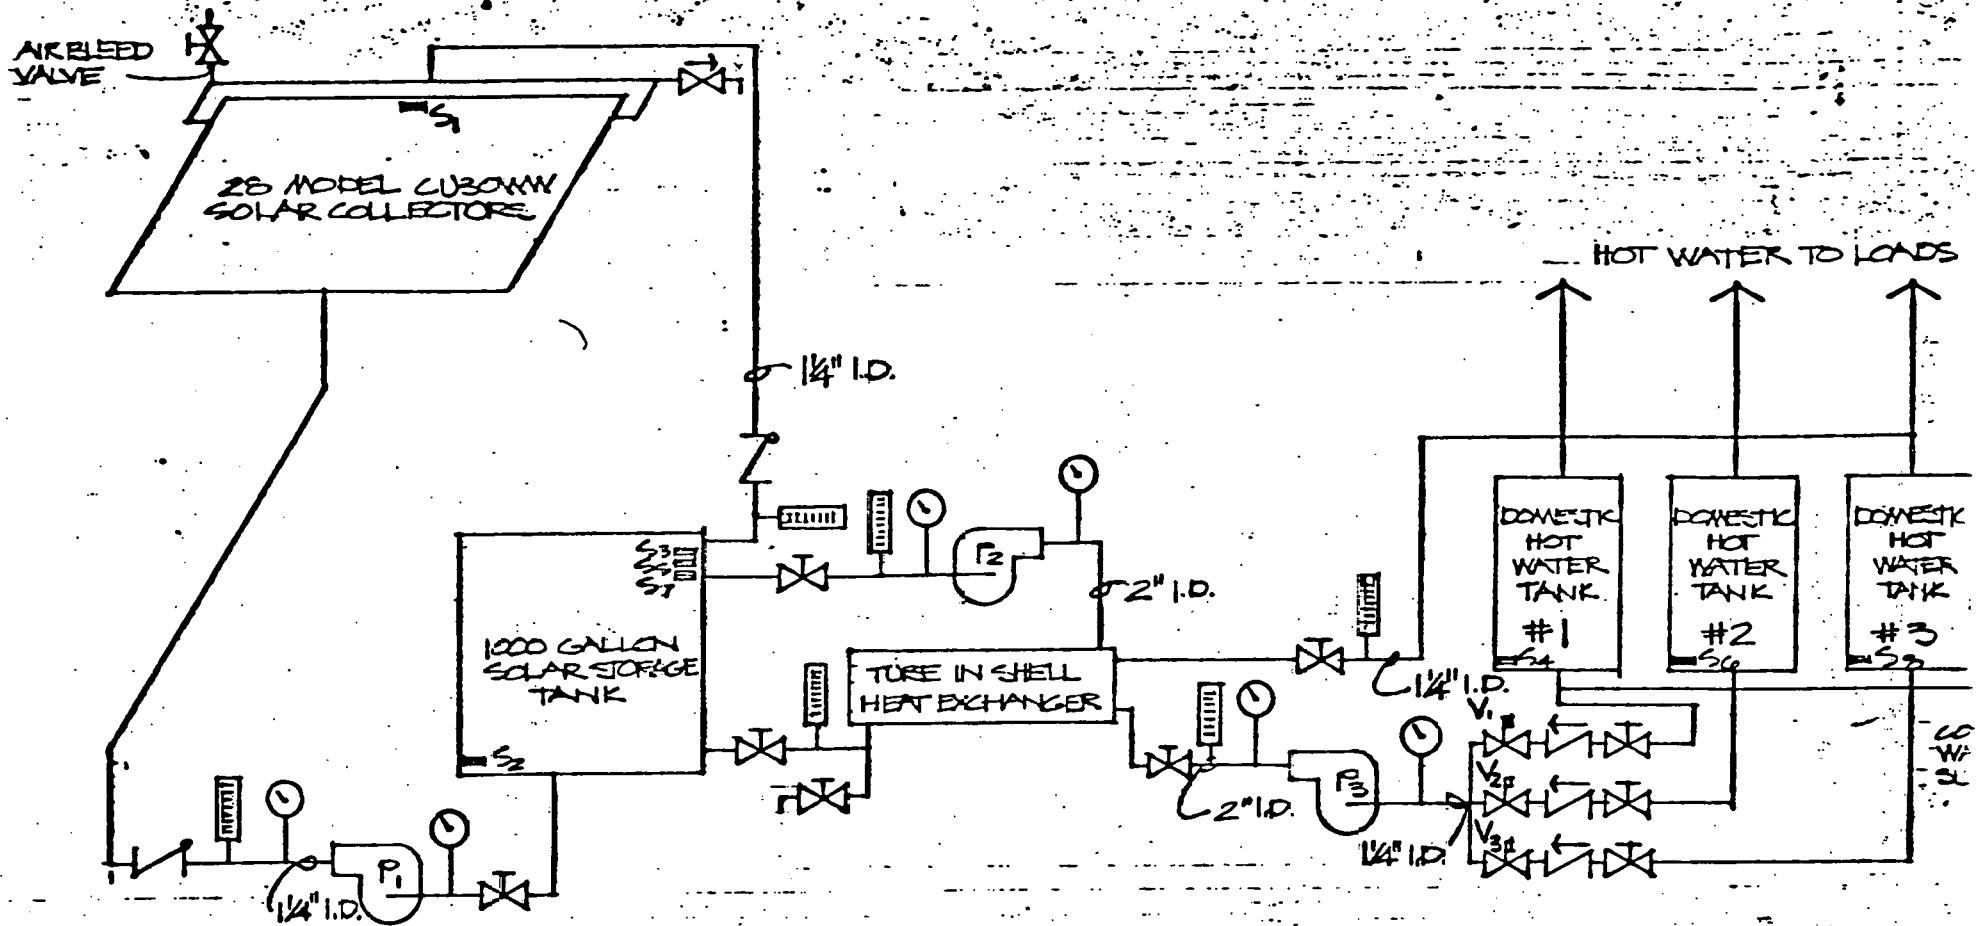 AIR BLEED
VALVE
S1
28 MODEL CU30WW
SOLAR COLLECTORS
HOT WATER TO LOADS
1¼" I.D.
S3
S5
S7
P2
2" I.D.
1000 GALLON
SOLAR STORAGE
TANK
S2
TUBE IN SHELL
HEAT EXCHANGER
DOMESTIC
HOT
WATER
TANK
#1
S4
DOMESTIC
HOT
WATER
TANK
#2
S6
DOMESTIC
HOT
WATER
TANK
#3
S8
1¼" I.D.
V1
V2
V3
2" I.D.
P3
1¼" I.D.
P1
1¼" I.D.